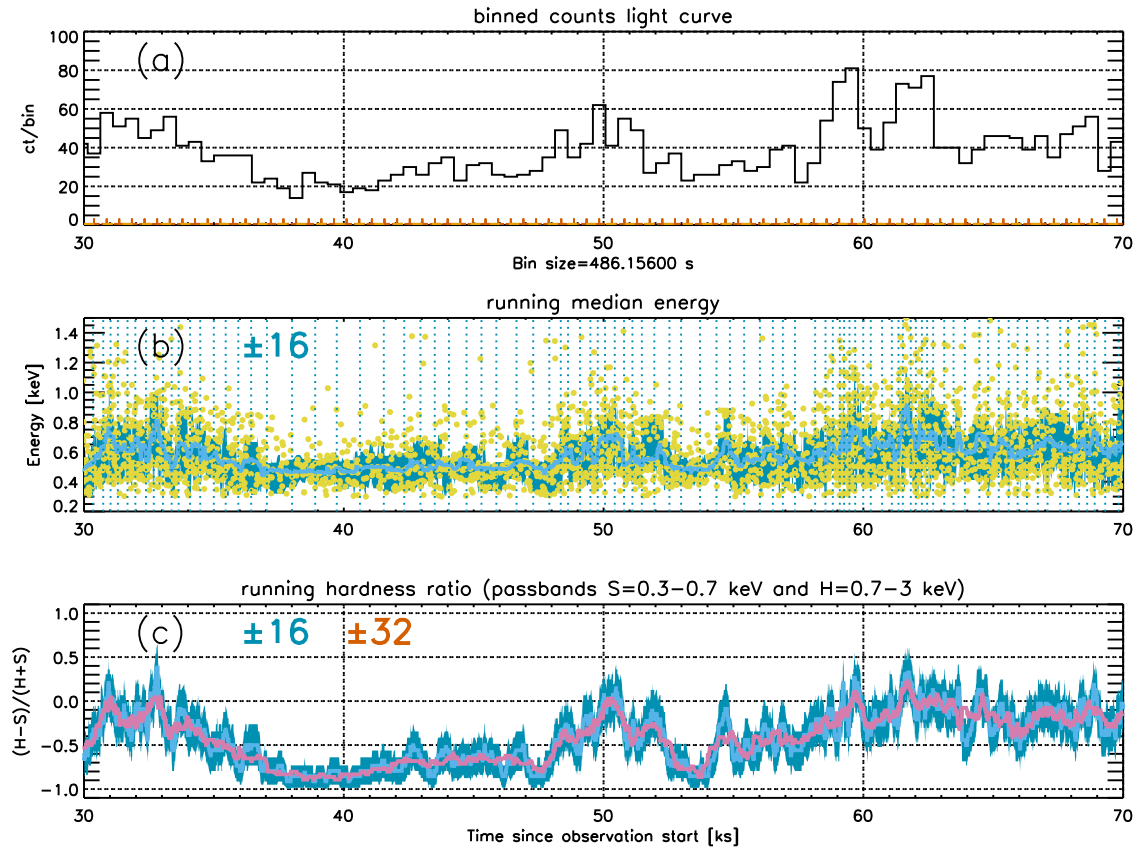 binned counts light curve
(a)
ct/bin
100
80
60
40
20
0
30 40 50 60 70
Bin size=486.15600 s
running median energy
(b) ±16
Energy [keV]
1.4
1.2
1.0
0.8
0.6
0.4
0.2
30 40 50 60 70
running hardness ratio (passbands S=0.3−0.7 keV and H=0.7−3 keV)
(c) ±16 ±32
(H−S)/(H+S)
1.0
0.5
0.0
−0.5
−1.0
30 40 50 60 70
Time since observation start [ks]